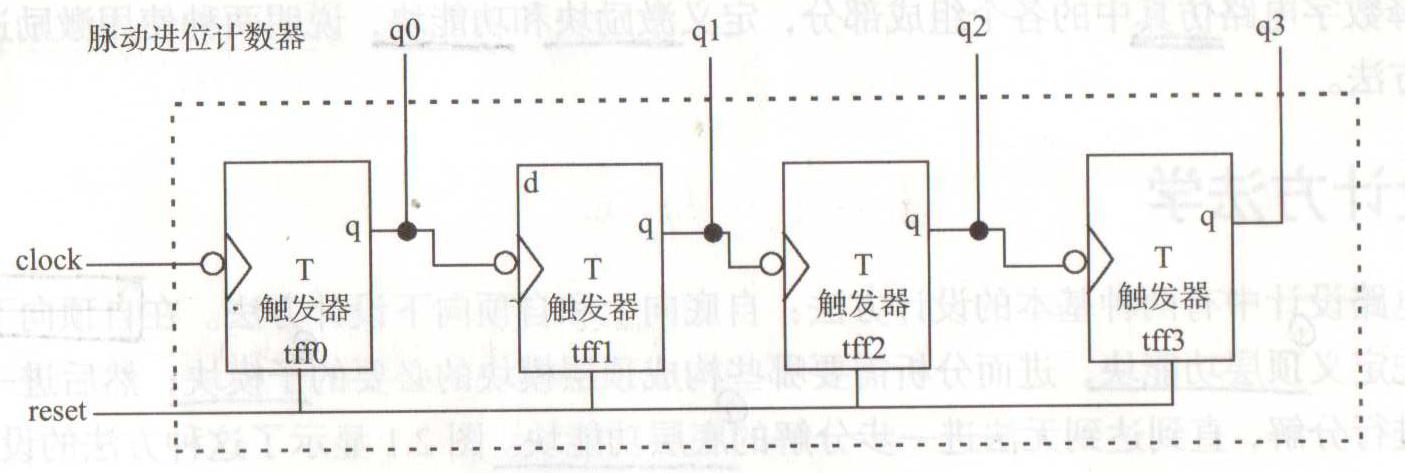 脉动进位计数器 q0 q1 q2 q3
d
q q q q
clock T T T T
触发器 触发器 触发器 触发器
tff0 tff1 tff2 tff3
reset